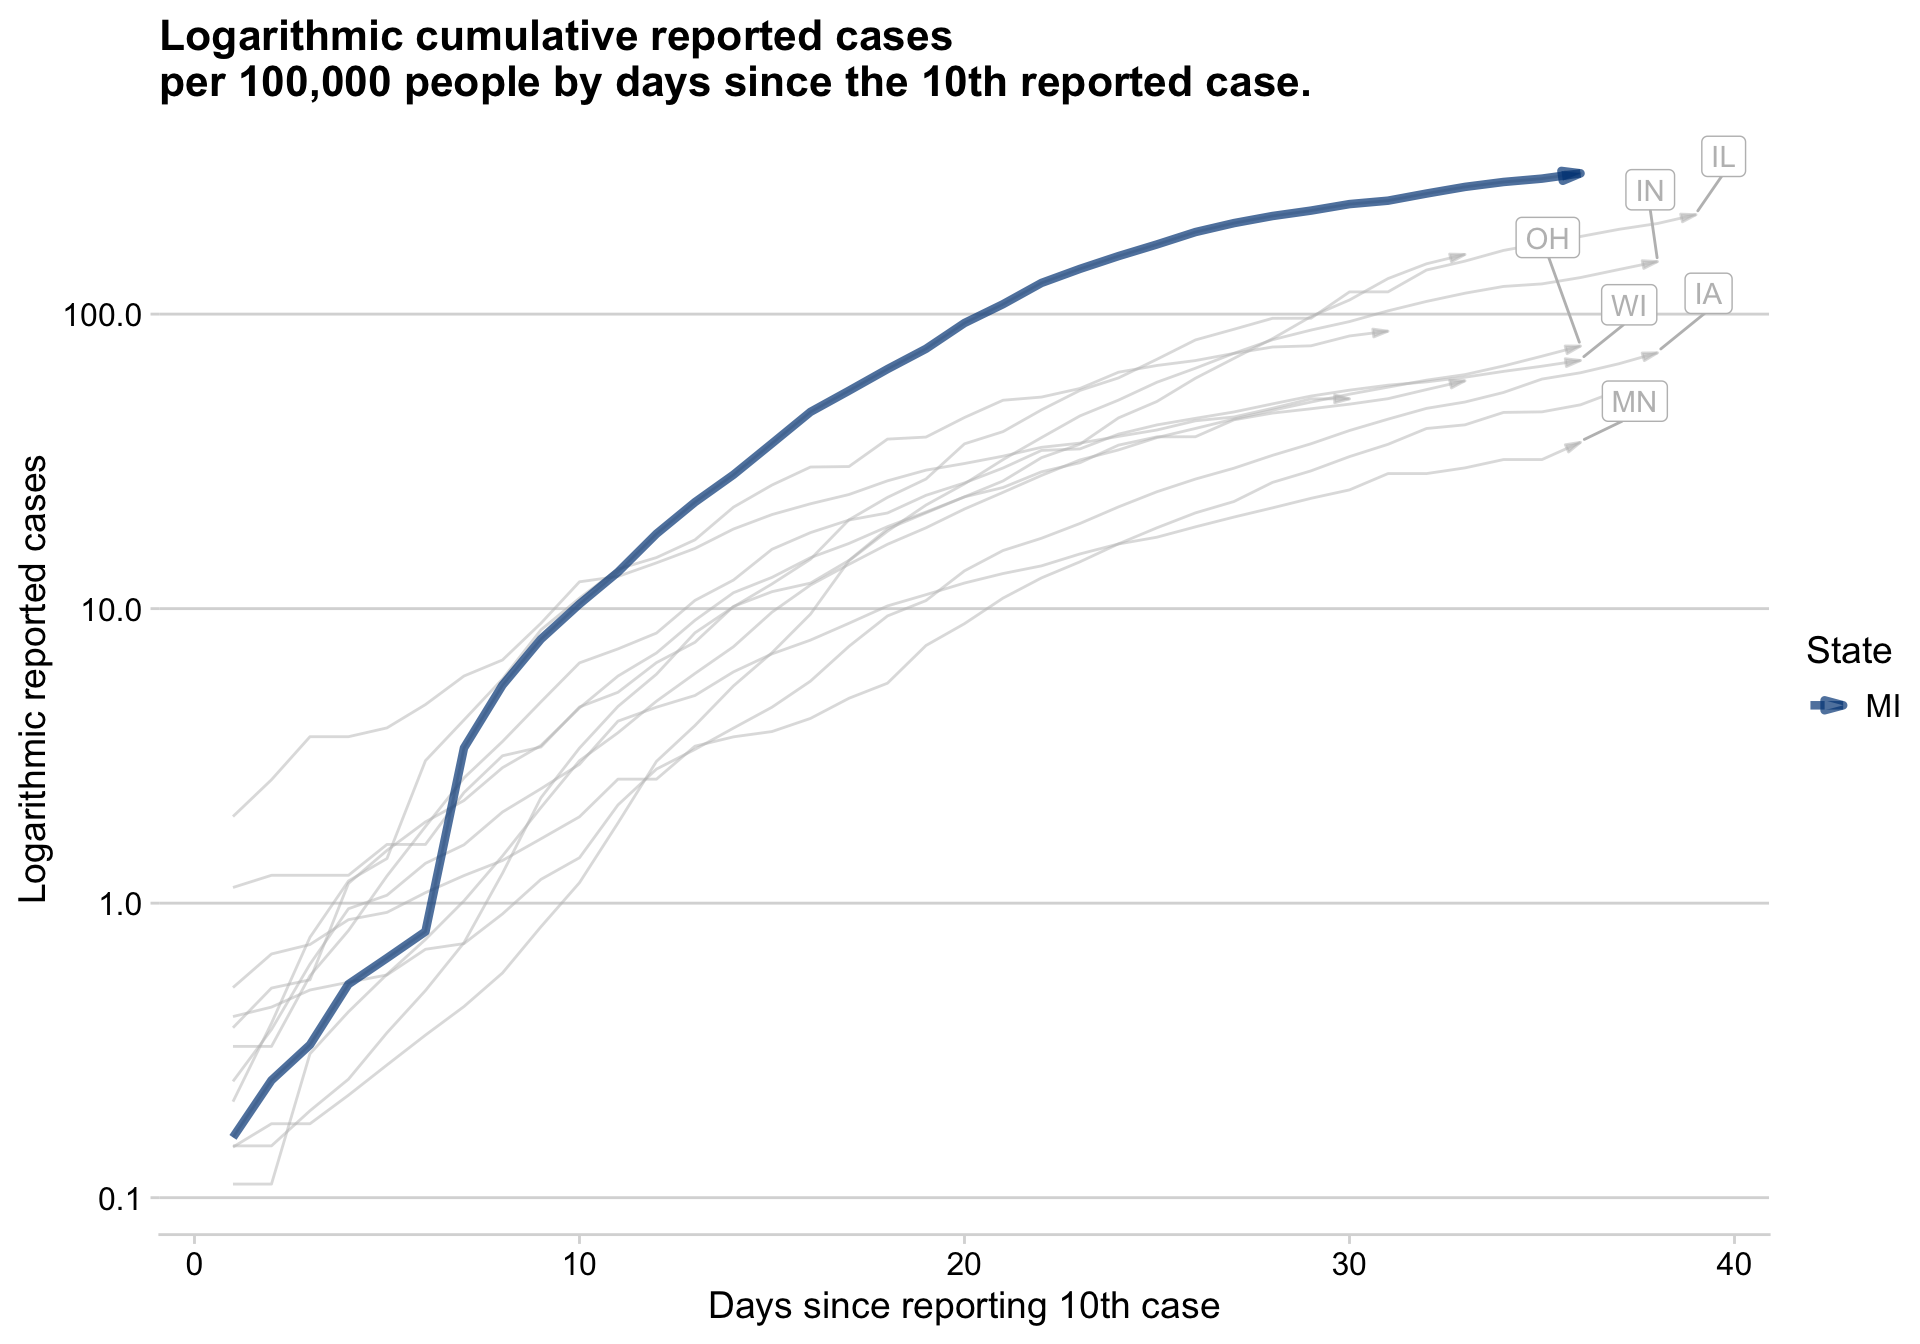 Logarithmic cumulative reported cases
per 100,000 people by days since the 10th reported case.
IL
IN
OH
IA
WI
MN
100.0
10.0
1.0
0.1
Logarithmic reported cases
State
MI
0
10
20
30
40
Days since reporting 10th case